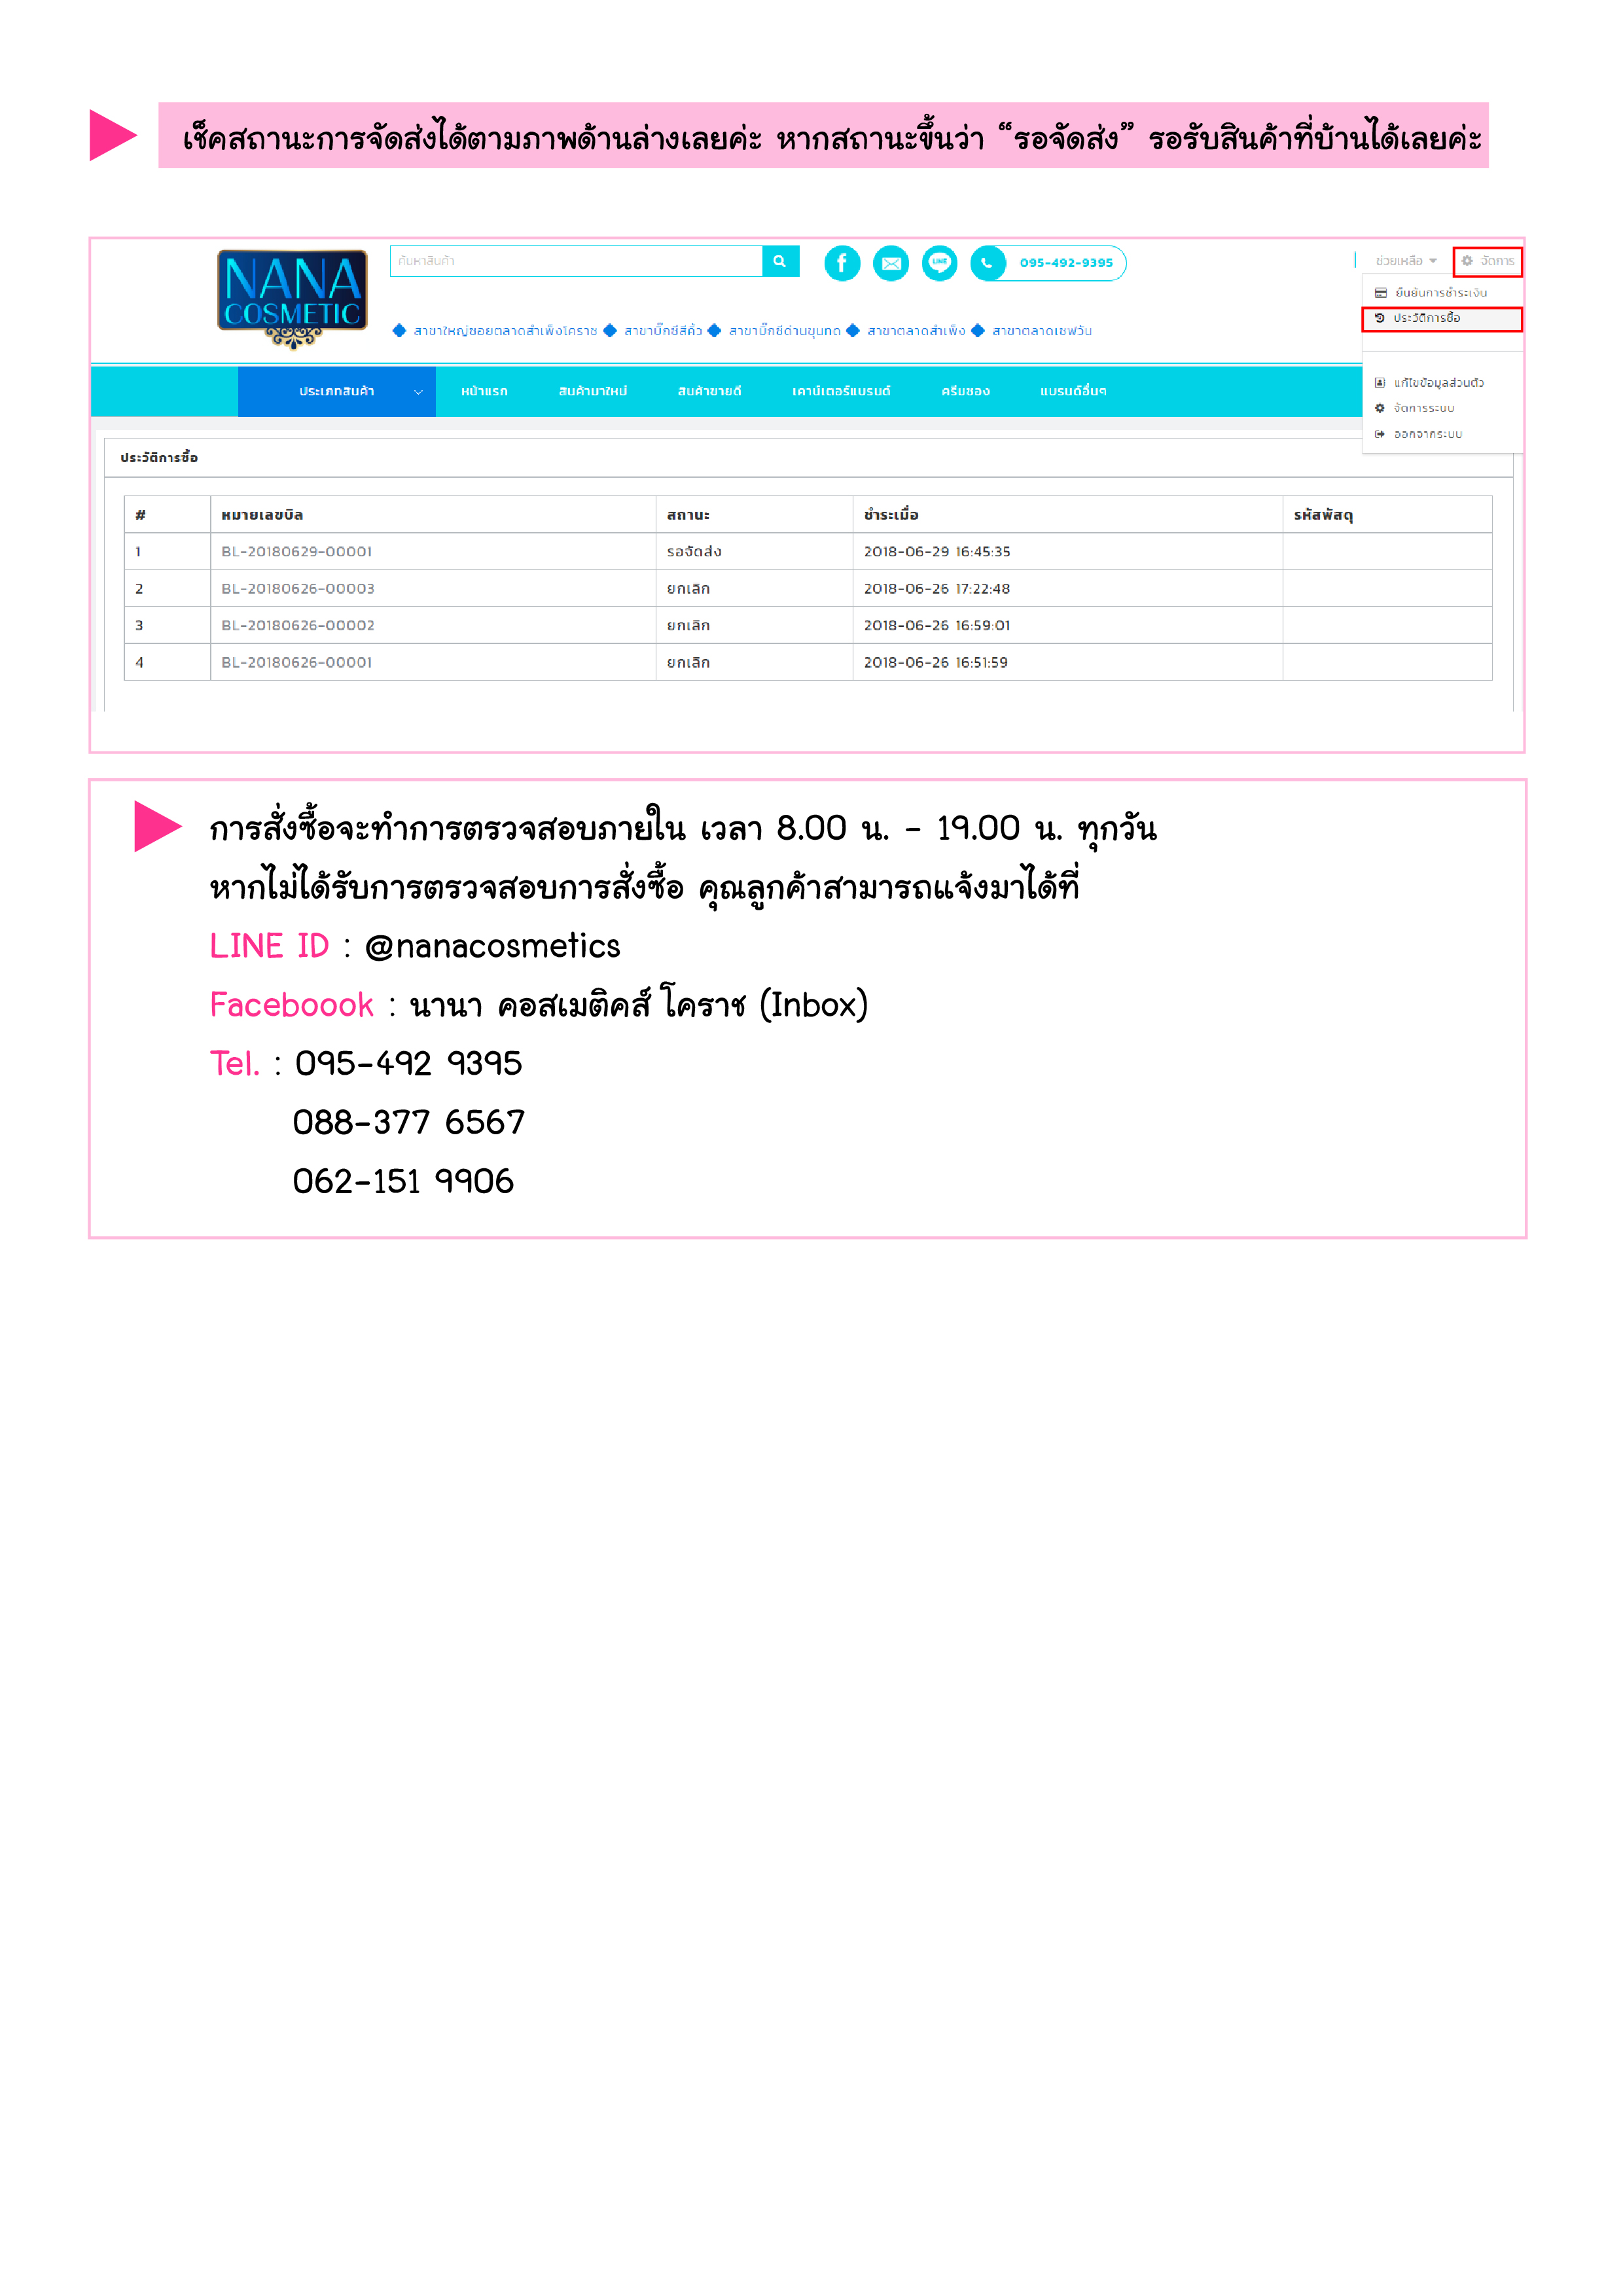 เช็คสถานะการจัดส่งได้ตามภาพด้านล่างเลยค่ะ หากสถานะขึ้นว่า “รอจัดส่ง” รอรับสินค้าที่บ้านได้เลยค่ะ
NANA
COSMETIC
ค้นหาสินค้า
LINE
095-492-9395
ช่วยเหลือ
จัดการ
ยืนยันการชำระเงิน
ประวัติการซื้อ
แก้ไขข้อมูลส่วนตัว
จัดการระบบ
ออกจากระบบ
สาขาใหญ่ซอยตลาดสำเพ็งโคราช สาขาบิ๊กซีสีคิ้ว สาขาบิ๊กซีด่านขุนทด สาขาตลาดสำเพ็ง สาขาตลาดเซฟวัน
ประเภทสินค้า หน้าแรก สินค้ามาใหม่ สินค้าขายดี เคาน์เตอร์แบรนด์ ครีมซอง แบรนด์อื่นๆ
ประวัติการซื้อ
# หมายเลขบิล สถานะ ชำระเมื่อ รหัสพัสดุ
1 BL-20180629-00001 รอจัดส่ง 2018-06-29 16:45:35
2 BL-20180626-00003 ยกเลิก 2018-06-26 17:22:48
3 BL-20180626-00002 ยกเลิก 2018-06-26 16:59:01
4 BL-20180626-00001 ยกเลิก 2018-06-26 16:51:59
การสั่งซื้อจะทำการตรวจสอบภายใน เวลา 8.00 น. - 19.00 น. ทุกวัน
หากไม่ได้รับการตรวจสอบการสั่งซื้อ คุณลูกค้าสามารถแจ้งมาได้ที่
LINE ID : @nanacosmetics
Faceboook : นานา คอสเมติคส์ โคราช (Inbox)
Tel. : 095-492 9395
088-377 6567
062-151 9906